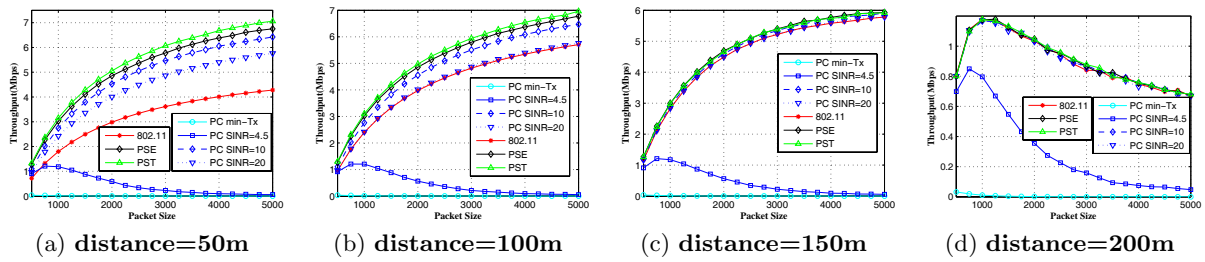 7
6
5
4
3
2
1
0
Throughput(Mbps)
1000 2000 3000 4000 5000
Packet Size
802.11
PSE
PST
PC min−Tx
PC SINR=4.5
PC SINR=10
PC SINR=20
(a) distance=50m
7
6
5
4
3
2
1
0
Throughput(Mbps)
1000 2000 3000 4000 5000
Packet Size
PC min−Tx
PC SINR=4.5
PC SINR=10
PC SINR=20
802.11
PSE
PST
(b) distance=100m
6
5
4
3
2
1
0
Throughput(Mbps)
1000 2000 3000 4000 5000
Packet Size
PC min−Tx
PC SINR=4.5
PC SINR=10
PC SINR=20
802.11
PSE
PST
(c) distance=150m
1
0.8
0.6
0.4
0.2
0
Throughput(Mbps)
1000 2000 3000 4000 5000
Packet Size
802.11
PSE
PST
PC min−Tx
PC SINR=4.5
PC SINR=10
PC SINR=20
(d) distance=200m